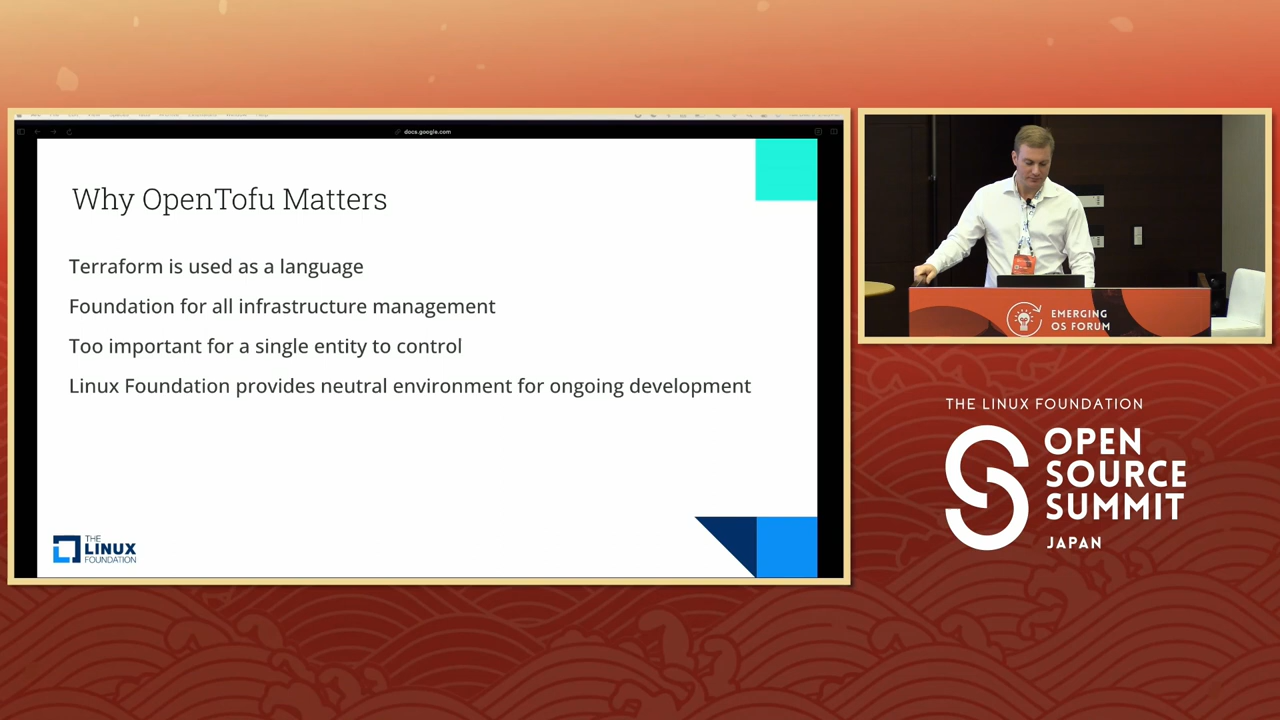 docs.google.com
Why OpenTofu Matters
Terraform is used as a language
Foundation for all infrastructure management
Too important for a single entity to control
Linux Foundation provides neutral environment for ongoing development
THE
LINUX
FOUNDATION
EMERGING
OS FORUM
THE LINUX FOUNDATION
OPEN
SOURCE
SUMMIT
JAPAN